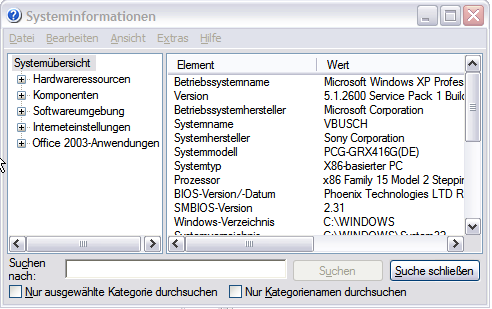 Systeminformationen
Datei Bearbeiten Ansicht Extras Hilfe
Systemübersicht
Hardwareressourcen
Komponenten
Softwareumgebung
Interneteinstellungen
Office 2003-Anwendungen
Element Wert
Betriebssystemname Microsoft Windows XP Profes
Version 5.1.2600 Service Pack 1 Build
Betriebssystemhersteller Microsoft Corporation
Systemname VBUSCH
Systemhersteller Sony Corporation
Systemmodell PCG-GRX416G(DE)
Systemtyp X86-basierter PC
Prozessor x86 Family 15 Model 2 Steppin
BIOS-Version/-Datum Phoenix Technologies LTD R
SMBIOS-Version 2.31
Windows-Verzeichnis C:\WINDOWS
Systemverzeichnis C:\WINDOWS\System32
Suchen nach:
Suchen
Suche schließen
Nur ausgewählte Kategorie durchsuchen
Nur Kategorienamen durchsuchen